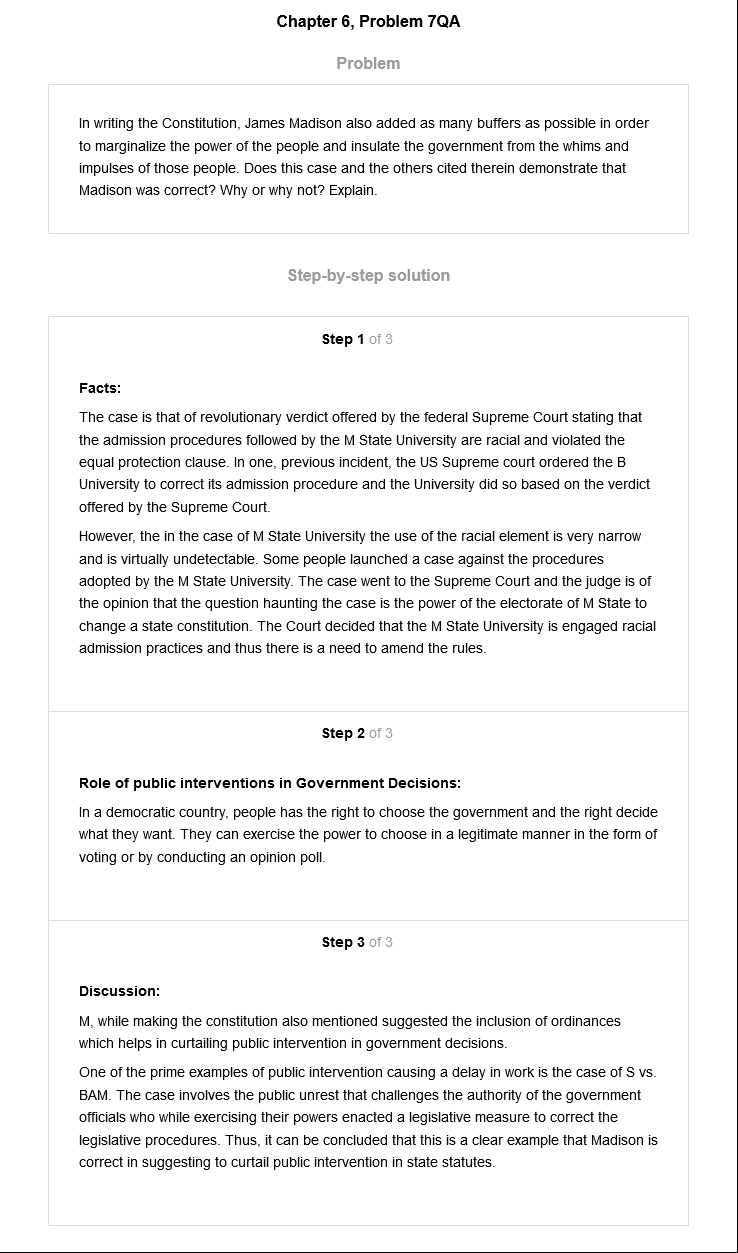 Chapter 6, Problem 7QA
Problem
In writing the Constitution, James Madison also added as many buffers as possible in order
to marginalize the power of the people and insulate the government from the whims and
impulses of those people. Does this case and the others cited therein demonstrate that
Madison was correct? Why or why not? Explain.
Step-by-step solution
Step 1 of 3
Facts:
The case is that of revolutionary verdict offered by the federal Supreme Court stating that
the admission procedures followed by the M State University are racial and violated the
equal protection clause. In one, previous incident, the US Supreme court ordered the B
University to correct its admission procedure and the University did so based on the verdict
offered by the Supreme Court.
However, the in the case of M State University the use of the racial element is very narrow
and is virtually undetectable. Some people launched a case against the procedures
adopted by the M State University. The case went to the Supreme Court and the judge is of
the opinion that the question haunting the case is the power of the electorate of M State to
change a state constitution. The Court decided that the M State University is engaged racial
admission practices and thus there is a need to amend the rules.
Step 2 of 3
Role of public interventions in Government Decisions:
In a democratic country, people has the right to choose the government and the right decide
what they want. They can exercise the power to choose in a legitimate manner in the form of
voting or by conducting an opinion poll.
Step 3 of 3
Discussion:
M, while making the constitution also mentioned suggested the inclusion of ordinances
which helps in curtailing public intervention in government decisions.
One of the prime examples of public intervention causing a delay in work is the case of S vs.
BAM. The case involves the public unrest that challenges the authority of the government
officials who while exercising their powers enacted a legislative measure to correct the
legislative procedures. Thus, it can be concluded that this is a clear example that Madison is
correct in suggesting to curtail public intervention in state statutes.